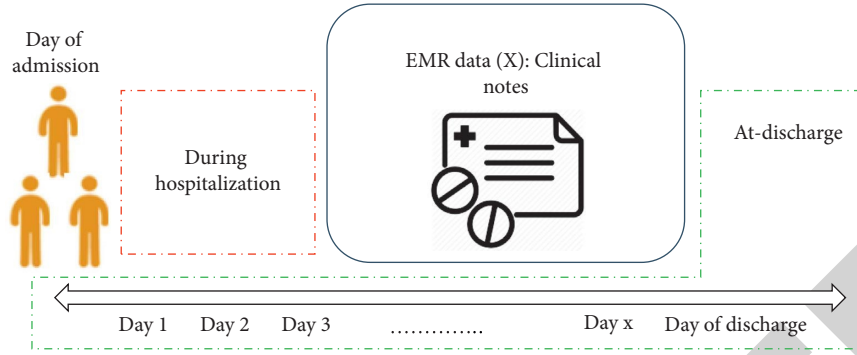 Day of
admission
During
hospitalization
EMR data (X): Clinical
notes
At-discharge
Day 1 Day 2 Day 3 ............... Day x Day of discharge